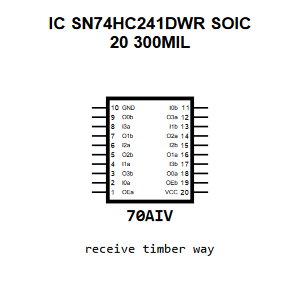 IC SN74HC241DWR SOIC
20 300MIL
10 GND I0b 11
9 O0b O3a 12
8 I3a I1b 13
7 O1b O2a 14
6 I2a I2b 15
5 O2b O1a 16
4 I1a I3b 17
3 O3b O0a 18
2 I0a OEb 19
1 OEa VCC 20
70AIV
receive timber way